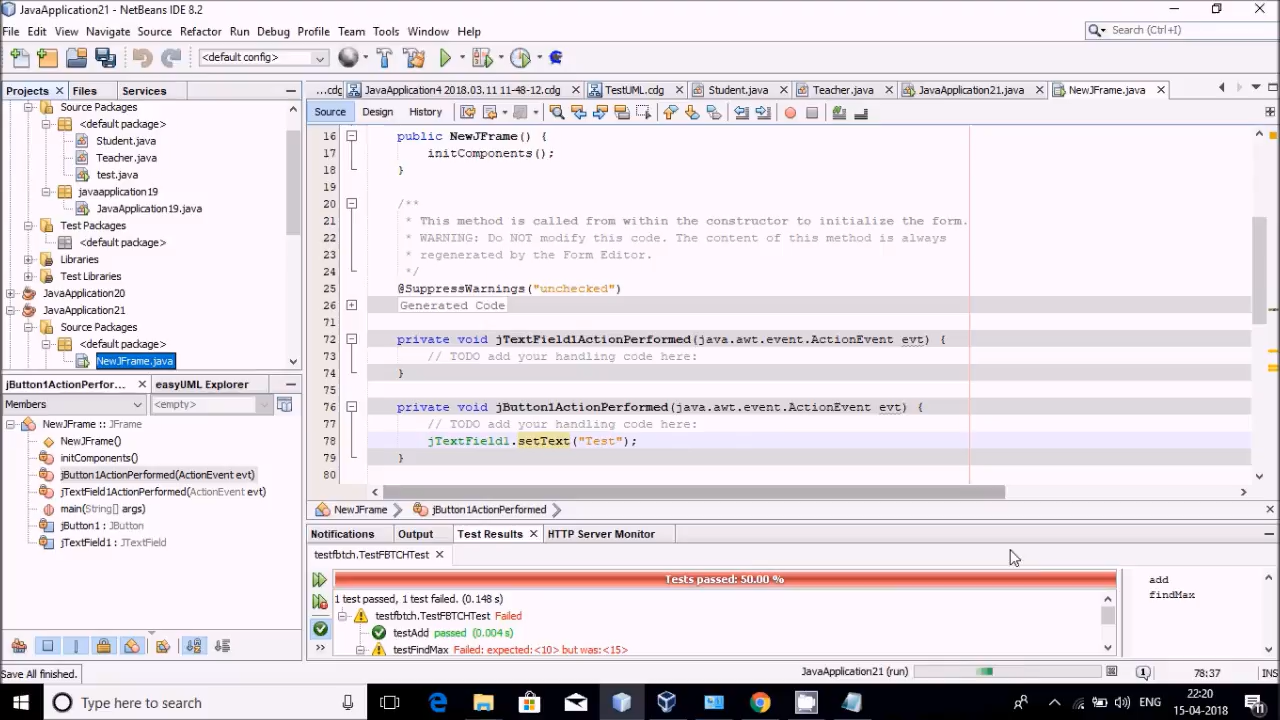 JavaApplication21 - NetBeans IDE 8.2
File Edit View Navigate Source Refactor Run Debug Profile Team Tools Window Help
Search (Ctrl+I)
<default config>
Projects Files Services
Source Packages
<default package>
Student.java
Teacher.java
test.java
javaapplication19
JavaApplication19.java
Test Packages
<default package>
Libraries
Test Libraries
JavaApplication20
JavaApplication21
Source Packages
<default package>
NewJFrame.java
jButton1ActionPerfor... easyUML Explorer
Members <empty>
NewJFrame :: JFrame
NewJFrame()
initComponents()
jButton1ActionPerformed(ActionEvent evt)
jTextField1ActionPerformed(ActionEvent evt)
main(String[] args)
jButton1 : JButton
jTextField1 : JTextField
...cdg JavaApplication4 2018.03.11 11-48-12.cdg TestUML.cdg Student.java Teacher.java JavaApplication21.java NewJFrame.java
Source Design History
16 public NewJFrame() {
17 initComponents();
18 }
19
20 /**
21 * This method is called from within the constructor to initialize the form.
22 * WARNING: Do NOT modify this code. The content of this method is always
23 * regenerated by the Form Editor.
24 */
25 @SuppressWarnings("unchecked")
26 Generated Code
71
72 private void jTextField1ActionPerformed(java.awt.event.ActionEvent evt) {
73 // TODO add your handling code here:
74 }
75
76 private void jButton1ActionPerformed(java.awt.event.ActionEvent evt) {
77 // TODO add your handling code here:
78 jTextField1.setText("Test");
79 }
80
NewJFrame jButton1ActionPerformed
Notifications Output Test Results HTTP Server Monitor
testfbtch.TestFBTCHTest
Tests passed: 50.00 %
1 test passed, 1 test failed. (0.148 s)
testfbtch.TestFBTCHTest Failed
testAdd passed (0.004 s)
testFindMax Failed: expected:<10> but was:<15>
add
findMax
Save All finished.
JavaApplication21 (run)
78:37
INS
Type here to search
ENG
22:20
15-04-2018
11